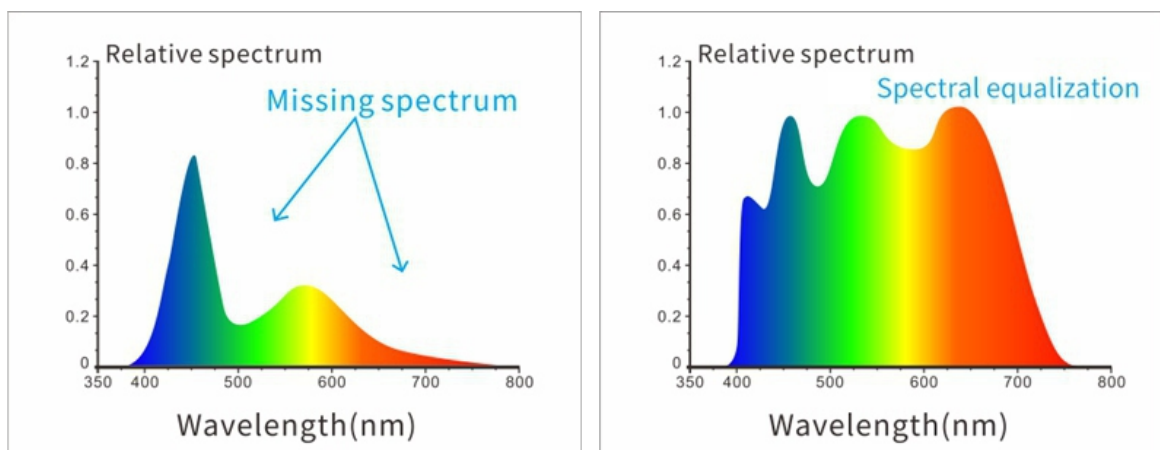 Relative spectrum
1.2
Missing spectrum
1.0
0.8
0.6
0.4
0.2
0
350 400 500 600 700 800
Wavelength(nm)
Relative spectrum
1.2
Spectral equalization
1.0
0.8
0.6
0.4
0.2
0
350 400 500 600 700 800
Wavelength(nm)